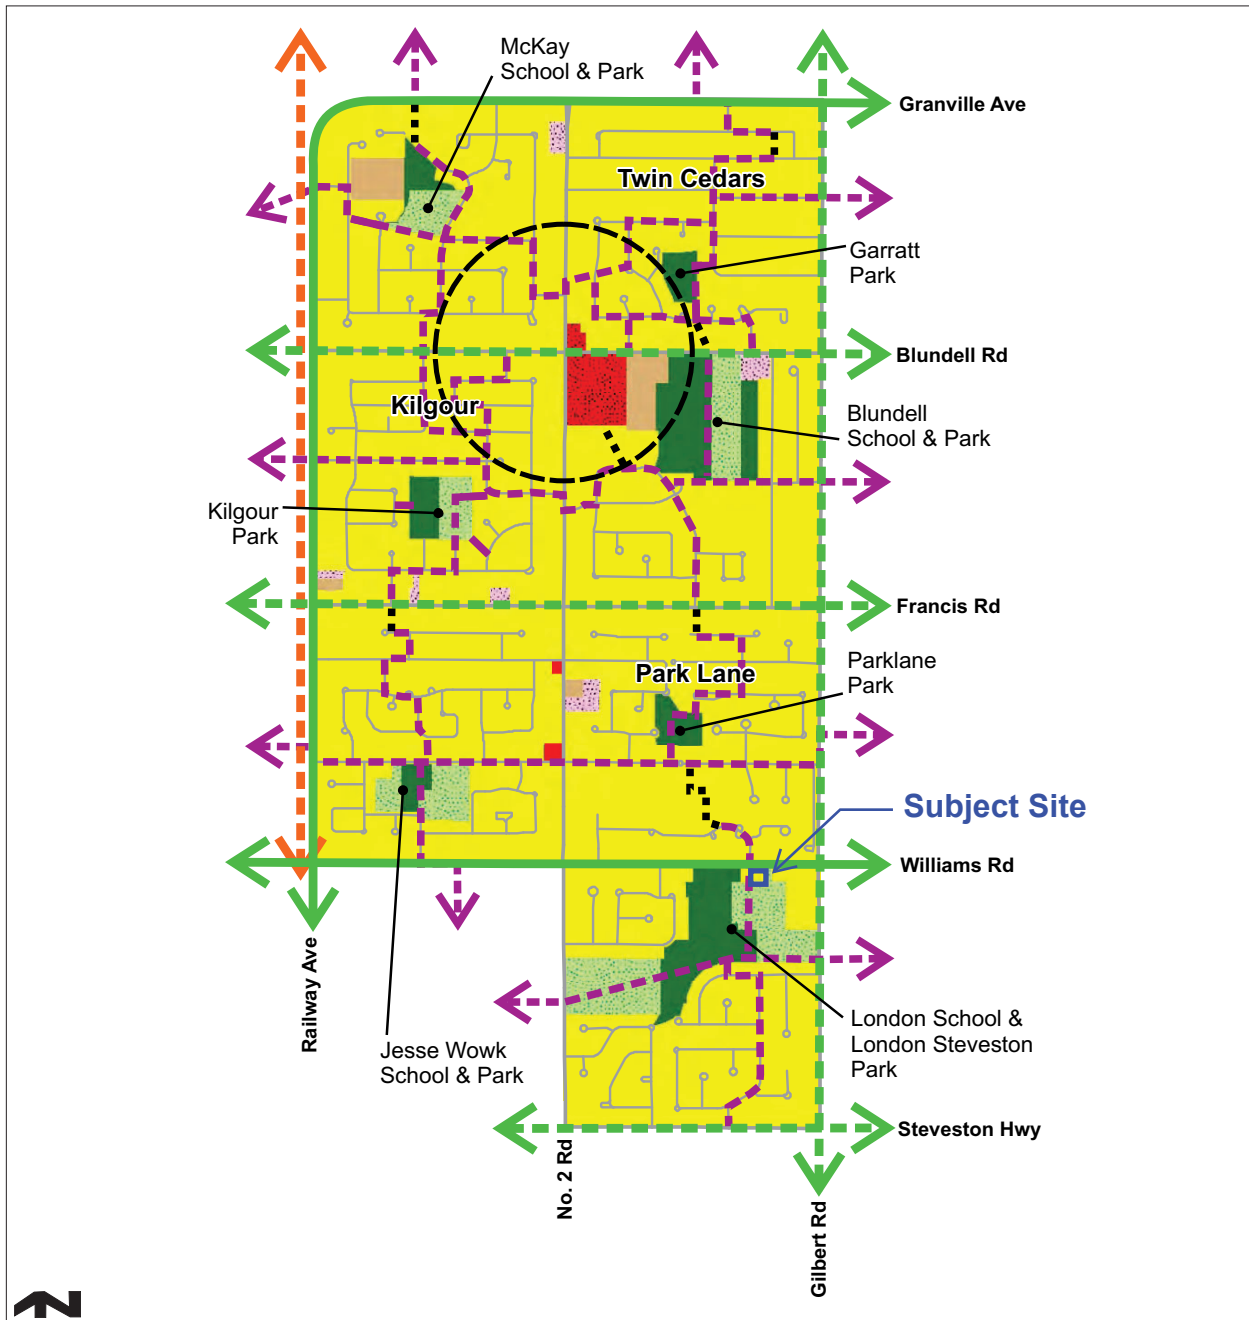 McKay
School & Park
Granville Ave
Twin Cedars
Garratt
Park
Blundell Rd
Kilgour
Blundell
School & Park
Kilgour
Park
Francis Rd
Park Lane
Parklane
Park
Subject Site
Williams Rd
Railway Ave
Jesse Wowk
School & Park
London School &
London Steveston
Park
No. 2 Rd
Steveston Hwy
Gilbert Rd